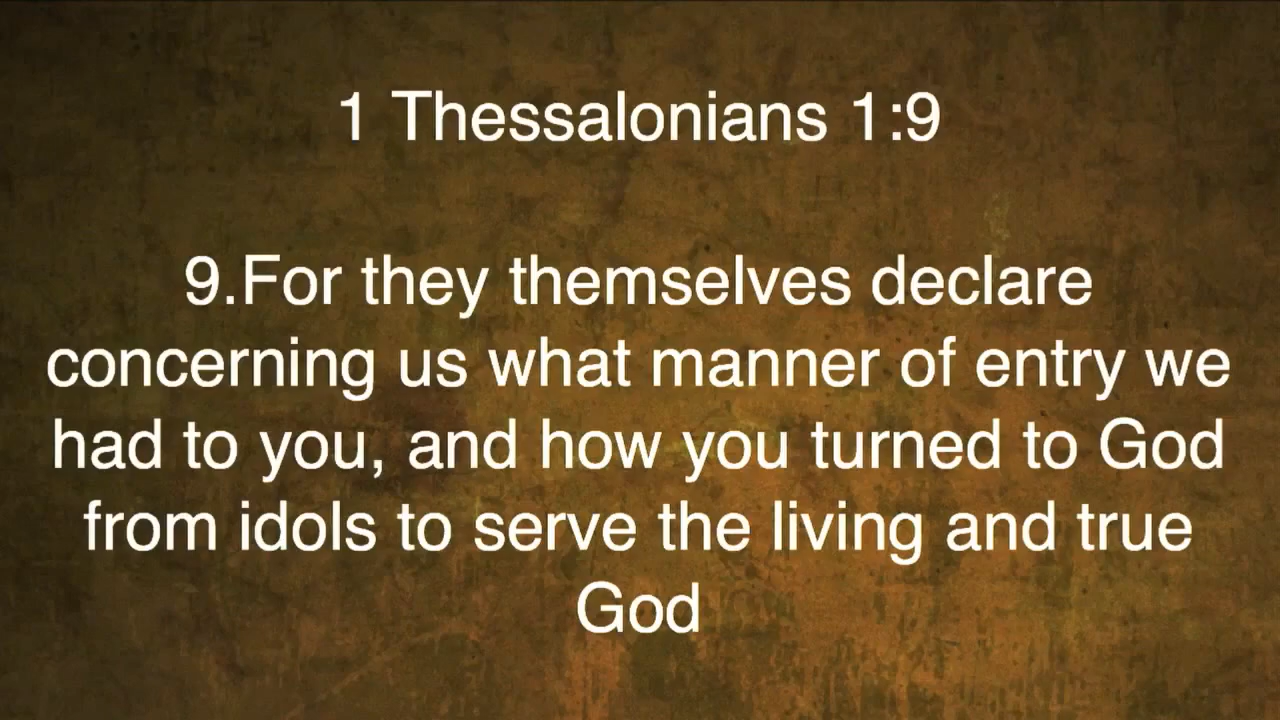 1 Thessalonians 1:9
9.For they themselves declare
concerning us what manner of entry we
had to you, and how you turned to God
from idols to serve the living and true
God